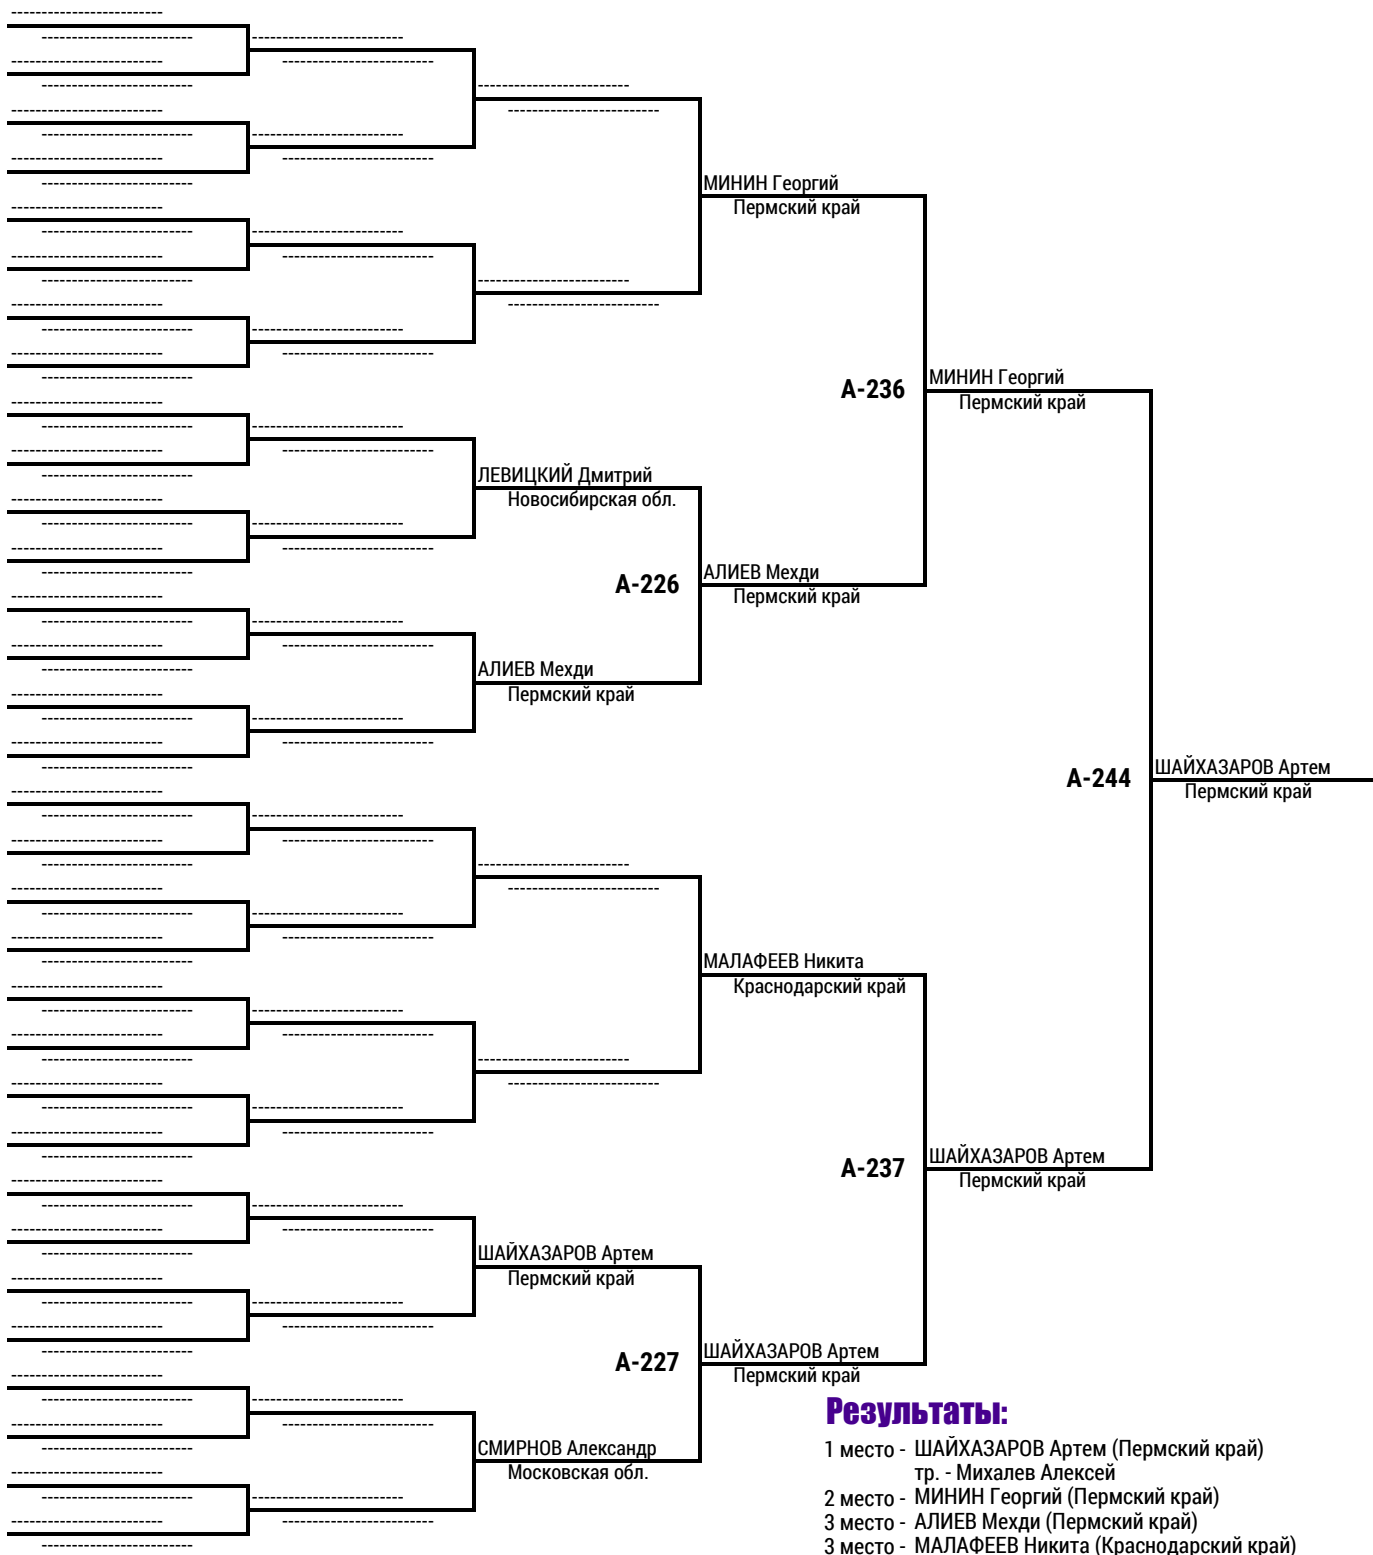 МИНИН Георгий
Пермский край
А-236
МИНИН Георгий
Пермский край
ЛЕВИЦКИЙ Дмитрий
Новосибирская обл.
А-226
АЛИЕВ Мехди
Пермский край
АЛИЕВ Мехди
Пермский край
А-244
ШАЙХАЗАРОВ Артем
Пермский край
МАЛАФЕЕВ Никита
Краснодарский край
А-237
ШАЙХАЗАРОВ Артем
Пермский край
ШАЙХАЗАРОВ Артем
Пермский край
А-227
ШАЙХАЗАРОВ Артем
Пермский край
СМИРНОВ Александр
Московская обл.
Результаты:
1 место - ШАЙХАЗАРОВ Артем (Пермский край)
тр. - Михалев Алексей
2 место - МИНИН Георгий (Пермский край)
3 место - АЛИЕВ Мехди (Пермский край)
3 место - МАЛАФЕЕВ Никита (Краснодарский край)